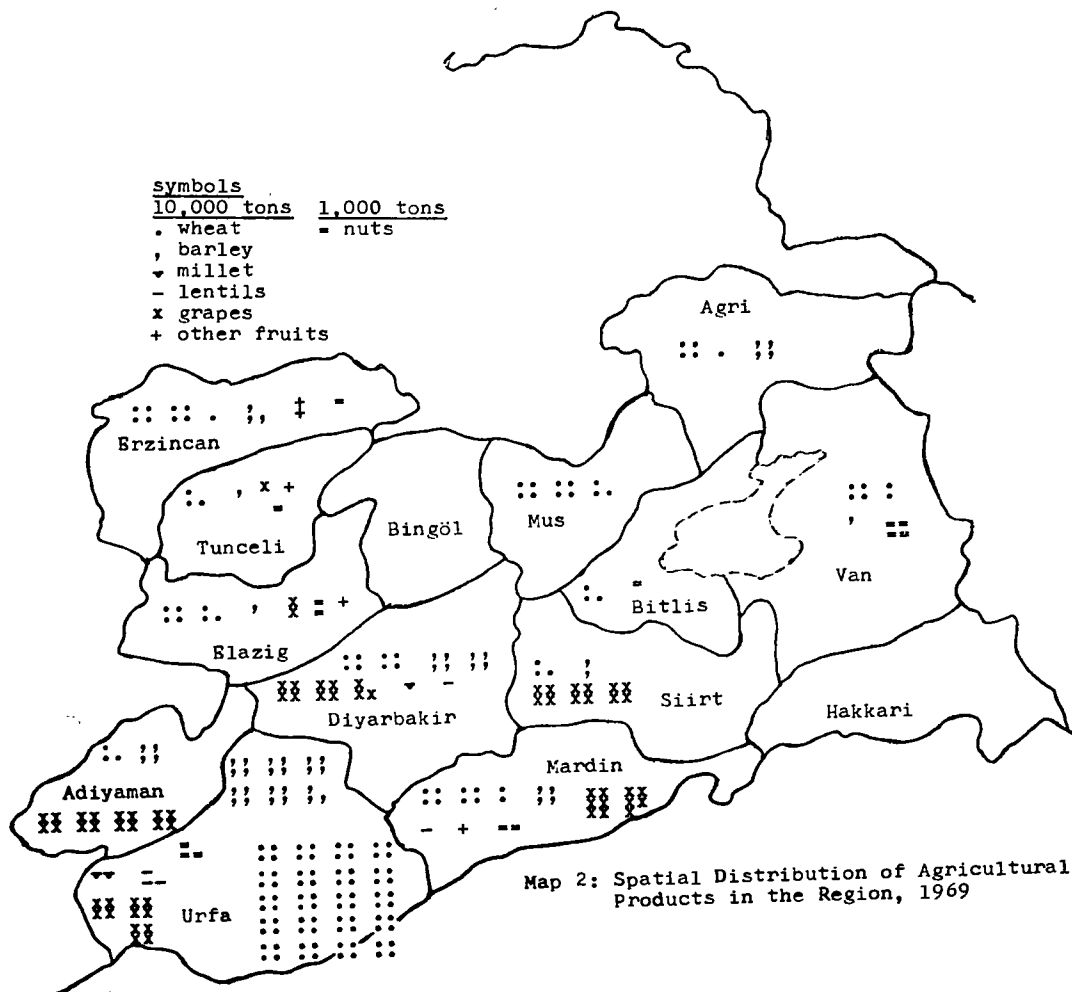 symbols
10,000 tons 1,000 tons
. wheat = nuts
, barley
▾ millet
– lentils
x grapes
+ other fruits
Agri
Erzincan
Tunceli
Bingöl
Mus
Van
Bitlis
Elazig
Diyarbakir
Siirt
Hakkari
Mardin
Adiyaman
Urfa
Map 2: Spatial Distribution of Agricultural
Products in the Region, 1969